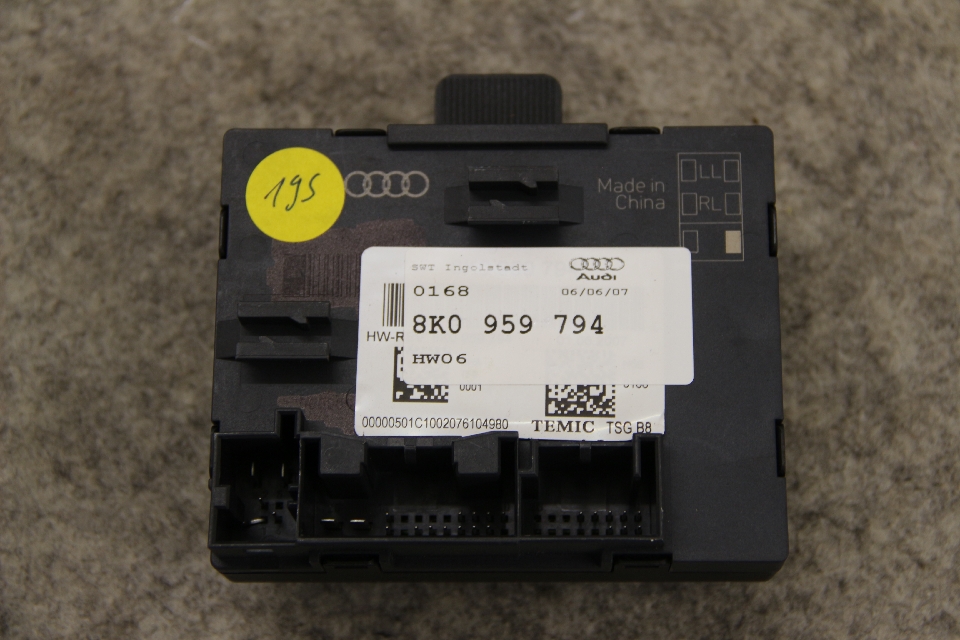 195
Made in
China
LL
RL
SWT Ingolstadt
Audi
0168
06/06/07
8K0 959 794
HW-R
HW06
0001
00000501C1002076104980
TEMIC
TSG B8